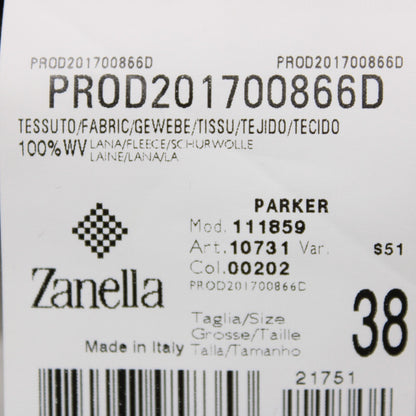 PROD201700866D PROD201700866D
PROD201700866D
TESSUTO/FABRIC/GEWEBE/TISSU/TEJIDO/TECIDO
100%WV LANA/FLEECE/SCHURWOLLE
LAINE/LANA/LA
PARKER
Mod. 111859
Art. 10731 Var. S51
Col. 00202
PROD201700866D
Zanella
Taglia/Size
Grosse/Taille
Talla/Tamanho
38
Made in Italy
21751